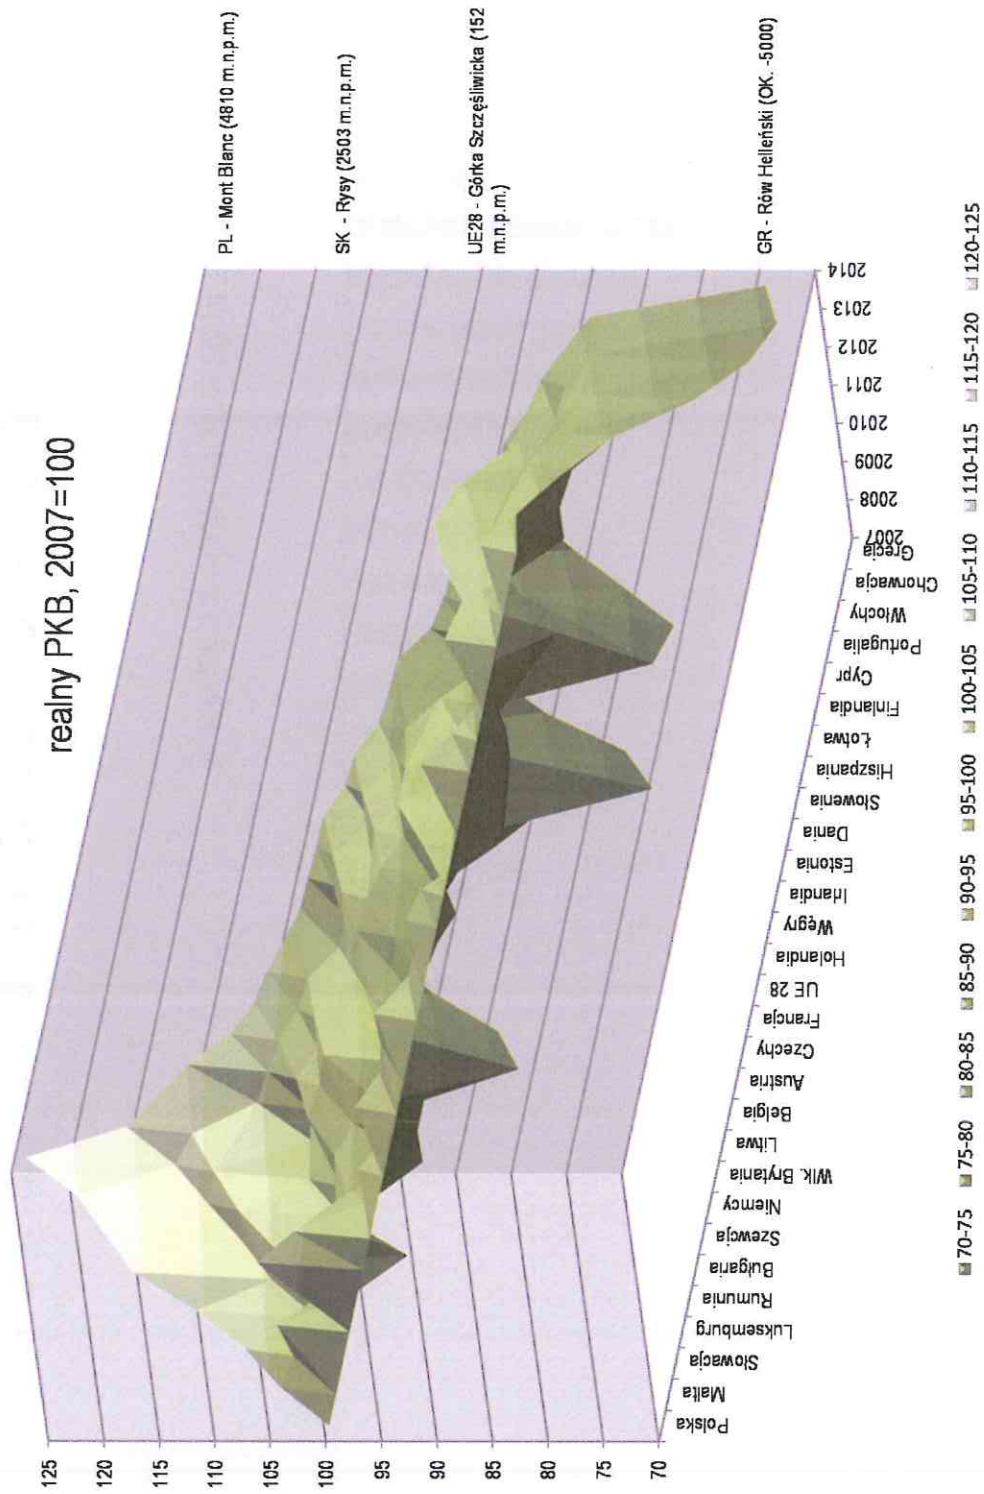 realny PKB, 2007=100
125
120
115
110
105
100
95
90
85
80
75
70
PL - Mont Blanc (4810 m.n.p.m.)
SK - Rysy (2503 m.n.p.m.)
UE28 - Górka Szczęśliwicka (152
m.n.p.m.)
GR - Rów Helleński (OK. -5000)
Polska
Malta
Słowacja
Luksemburg
Rumunia
Bułgaria
Szewcja
Niemcy
Wlk. Brytania
Litwa
Belgia
Austria
Czechy
Francja
UE 28
Holandia
Węgry
Irlandia
Estonia
Dania
Słowenia
Hiszpania
Łotwa
Finlandia
Cypr
Portugalia
Włochy
Chorwacja
Grecja
2007
2008
2009
2010
2011
2012
2013
2014
70-75 75-80 80-85 85-90 90-95 95-100 100-105 105-110 110-115 115-120 120-125